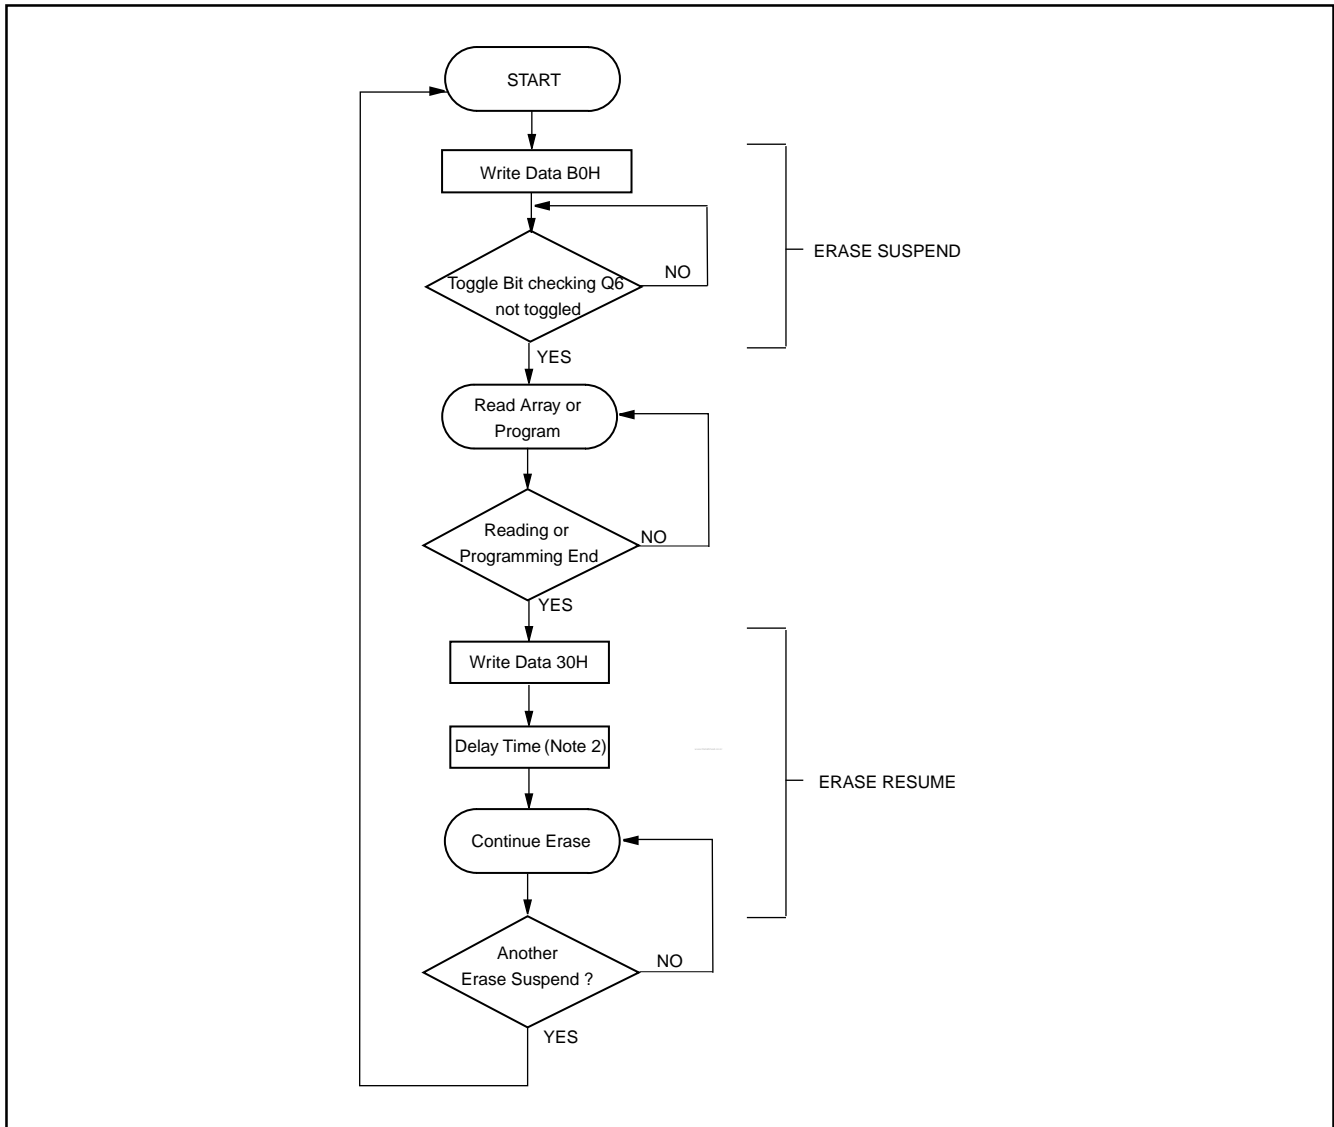 START
Write Data B0H
ERASE SUSPEND
Toggle Bit checking Q6
not toggled
NO
YES
Read Array or
Program
Reading or
Programming End
NO
YES
Write Data 30H
Delay Time (Note 2)
ERASE RESUME
Continue Erase
Another
Erase Suspend ?
NO
YES